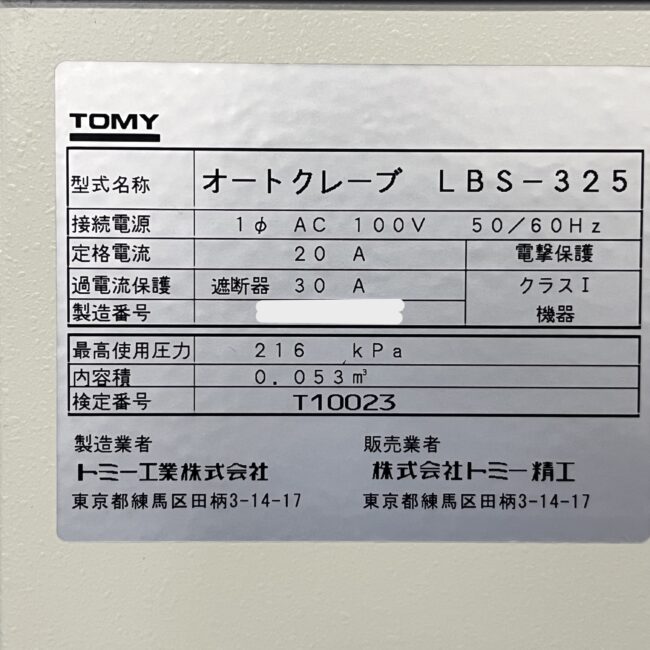 TOMY
型式名称 オートクレーブ LBS-325
接続電源 1φ AC 100V 50/60Hz
定格電流 20 A 電撃保護
過電流保護 遮断器 30 A クラスI
製造番号 機器
最高使用圧力 216 kPa
内容積 0.053m³
検定番号 T10023
製造業者 販売業者
トミー工業株式会社 株式会社トミー精工
東京都練馬区田柄3-14-17 東京都練馬区田柄3-14-17